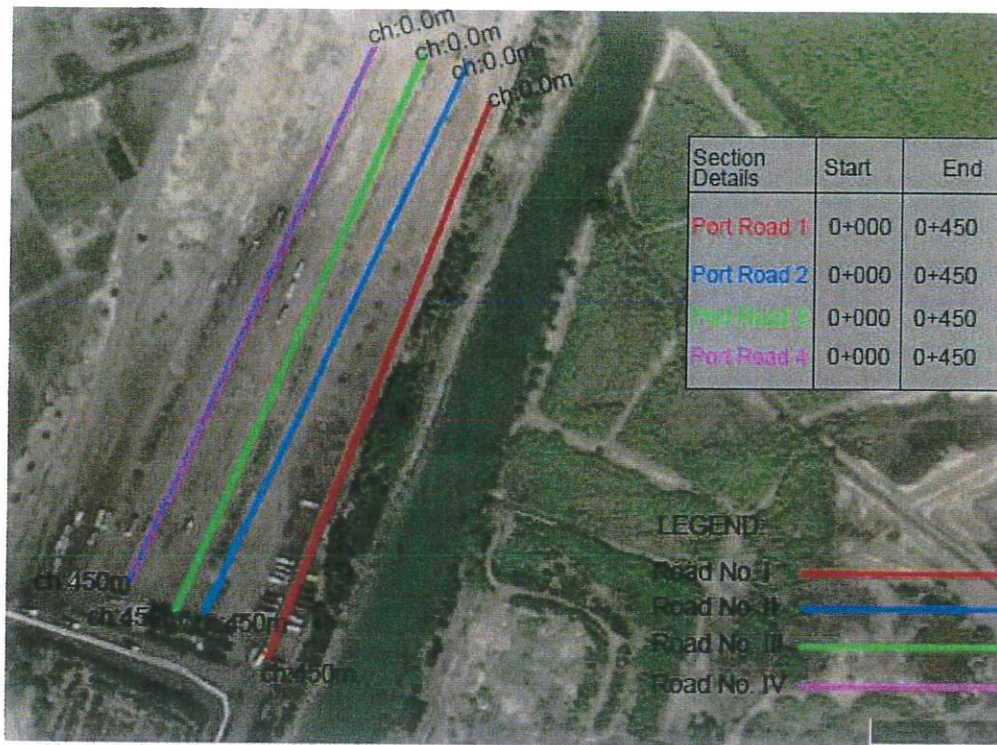 ch:0.0m
ch:0.0m
ch:0.0m
ch:0.0m
Section Details Start End
Port Road 1 0+000 0+450
Port Road 2 0+000 0+450
Port Road 0+000 0+450
Port Road 4 0+000 0+450
ch:450m
ch:450m
LEGEND:
Road No. I
Road No. II
Road No. III
Road No. IV